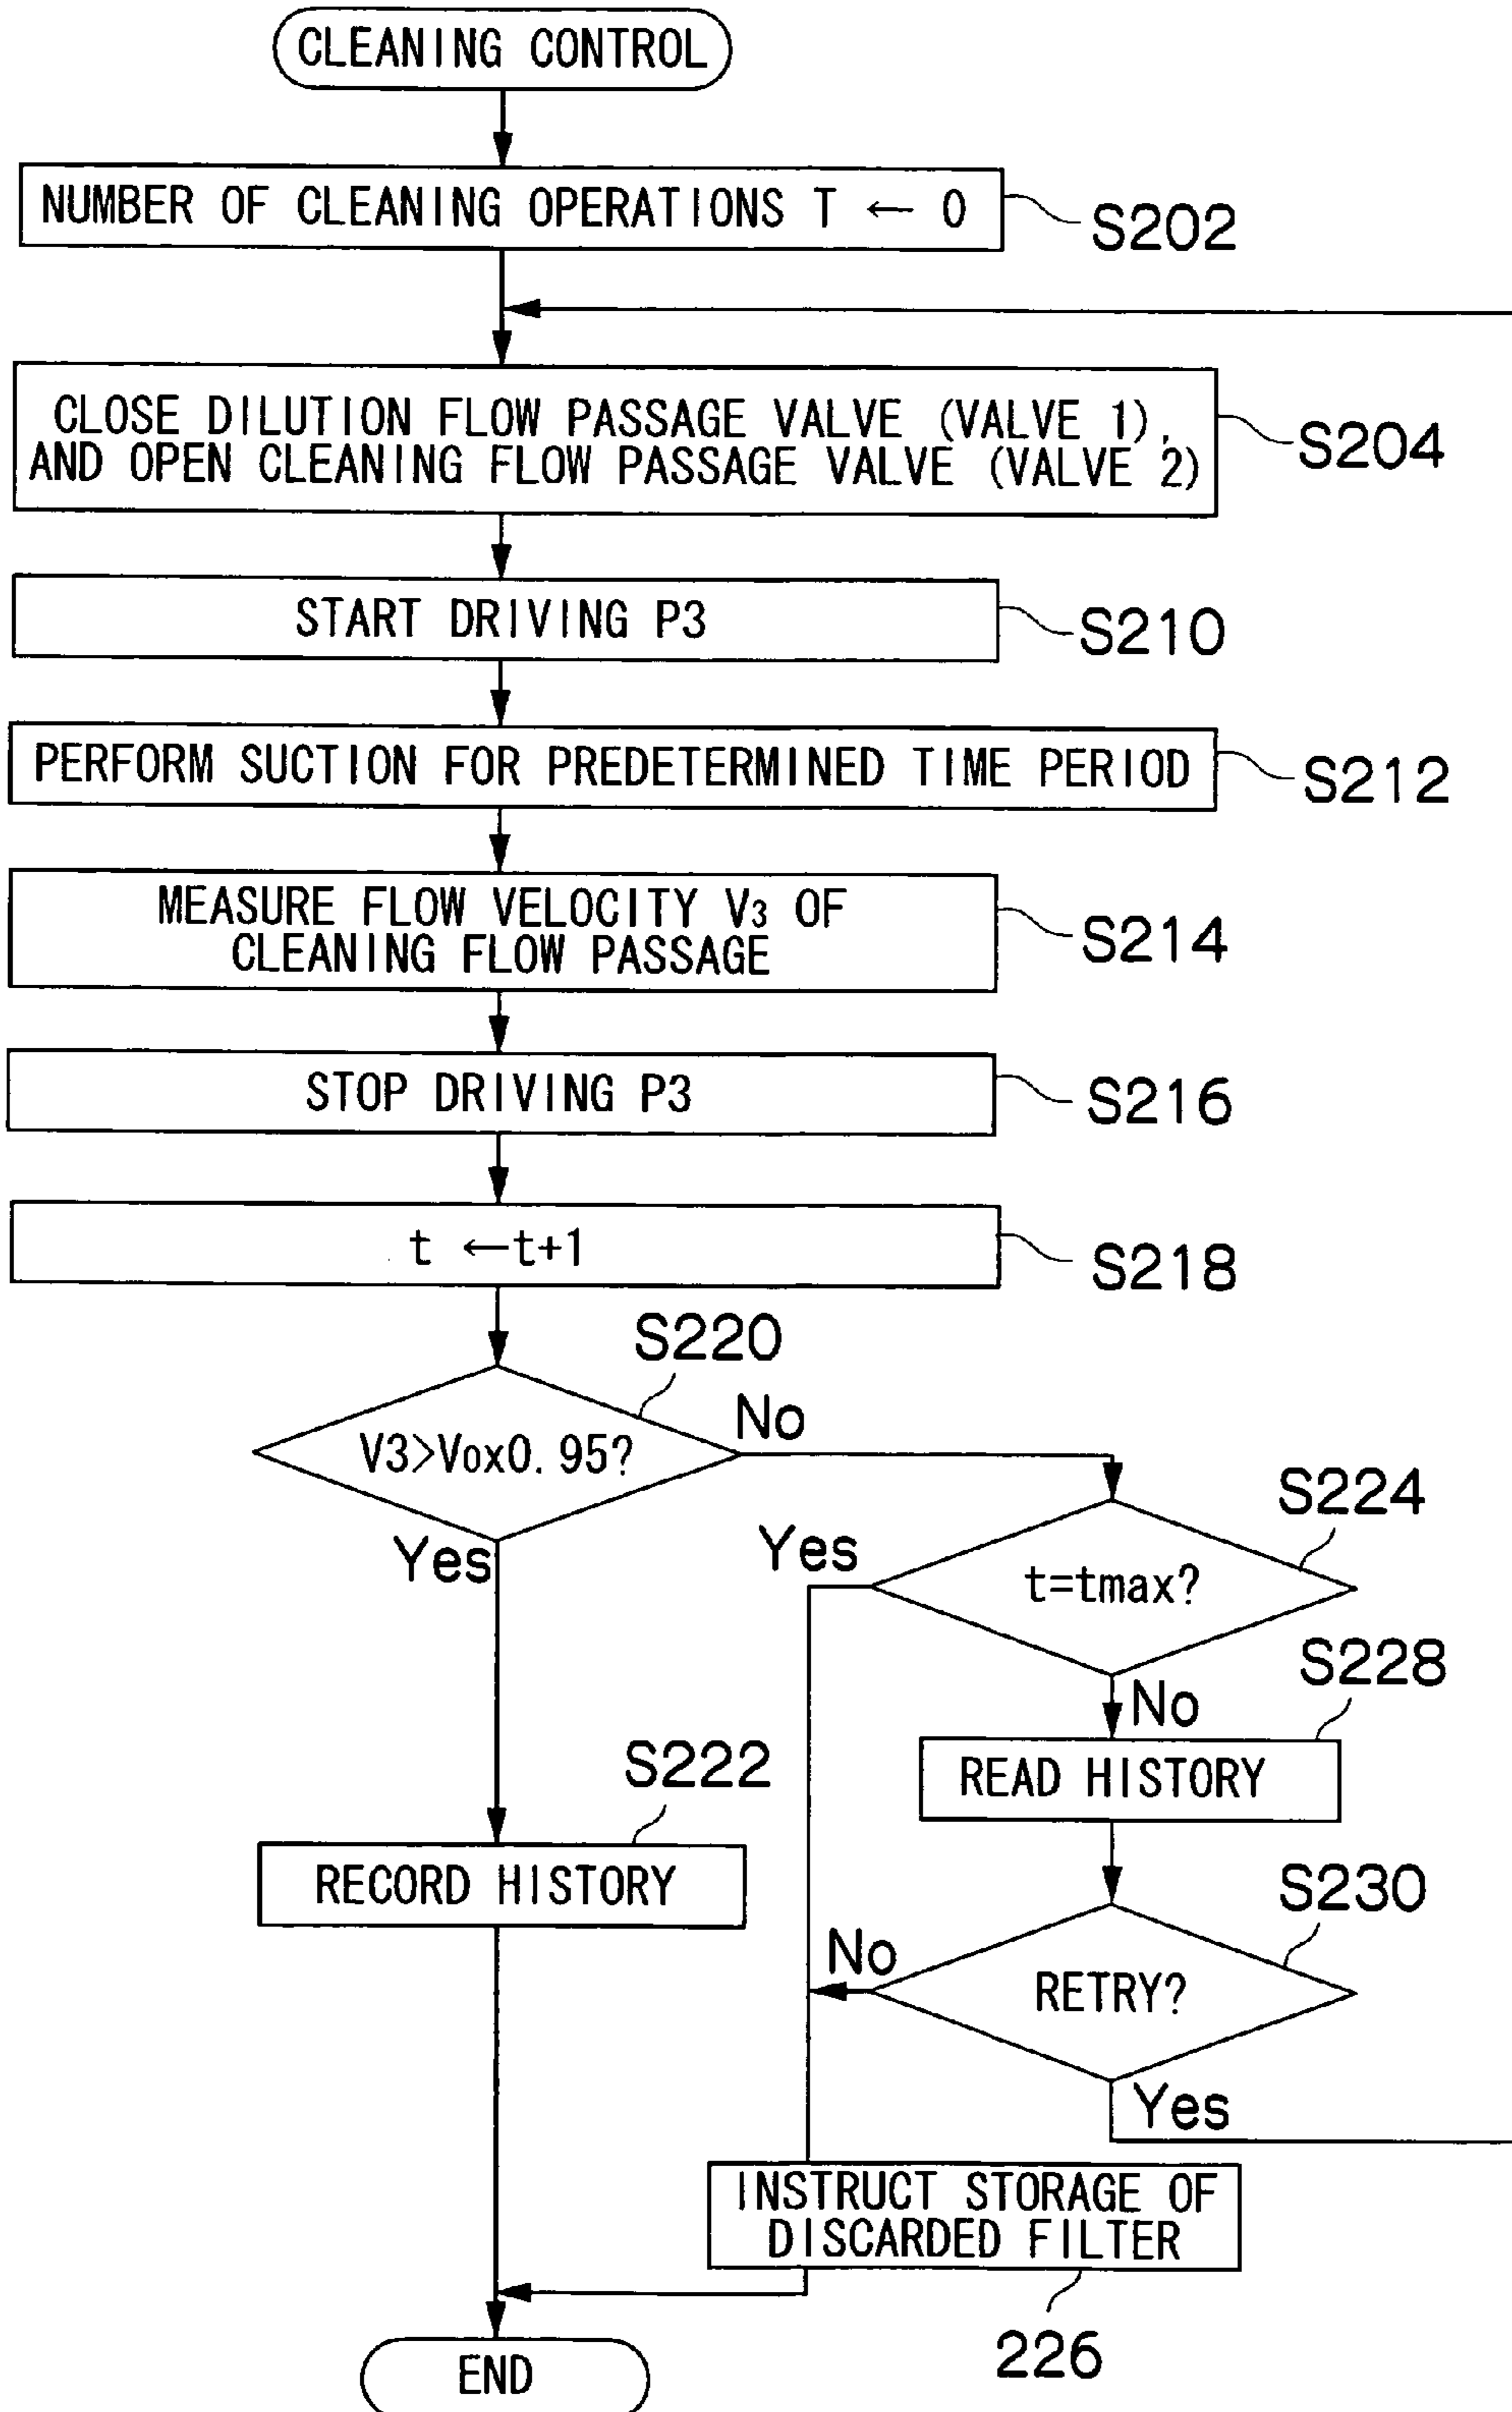 CLEANING CONTROL
NUMBER OF CLEANING OPERATIONS T ← 0
S202
CLOSE DILUTION FLOW PASSAGE VALVE (VALVE 1),
AND OPEN CLEANING FLOW PASSAGE VALVE (VALVE 2)
S204
START DRIVING P3
S210
PERFORM SUCTION FOR PREDETERMINED TIME PERIOD
S212
MEASURE FLOW VELOCITY V3 OF
CLEANING FLOW PASSAGE
S214
STOP DRIVING P3
S216
t ←t+1
S218
S220
V3>V0x0.95?
No
Yes
S224
t=tmax?
Yes
No
S228
READ HISTORY
S222
RECORD HISTORY
S230
RETRY?
No
Yes
INSTRUCT STORAGE OF
DISCARDED FILTER
226
END